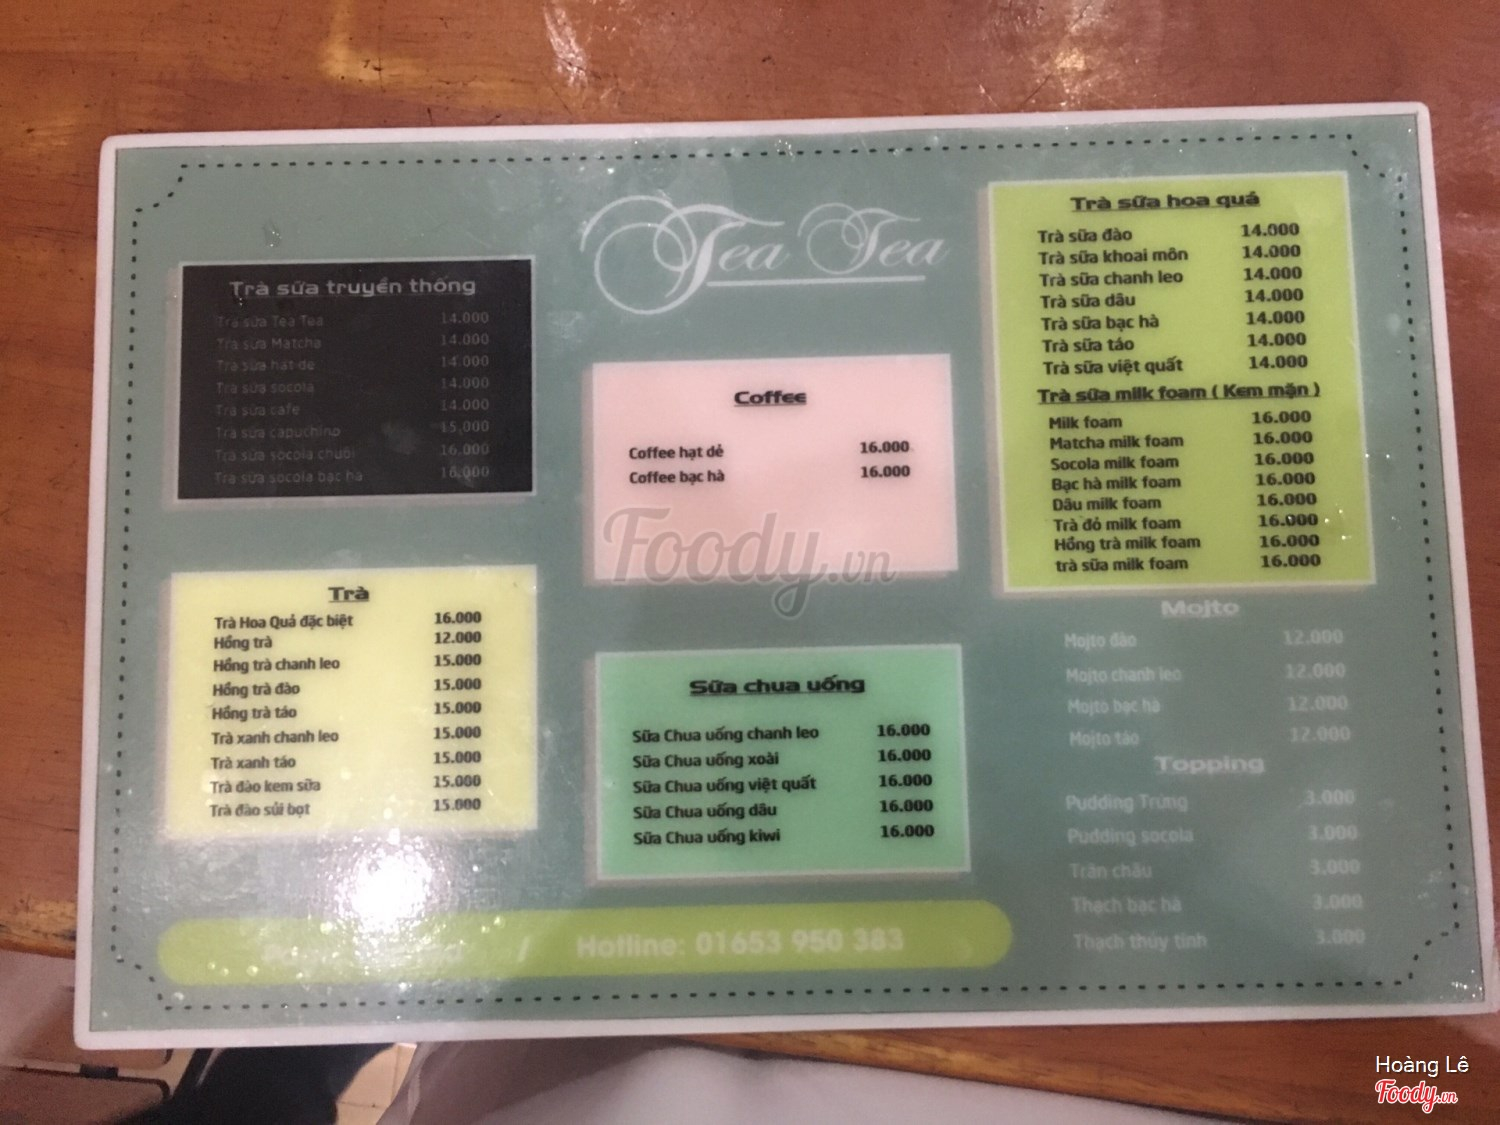 Tea Tea
Trà sữa truyền thống
Trà sữa Tea Tea 14.000
Trà sữa Matcha 14.000
Trà sữa hạt dẻ 14.000
Trà sữa socola 14.000
Trà sữa cafe 14.000
Trà sữa capuchino 15,000
Trà sữa socola chuối 16.000
Trà sữa socola bạc hà 16,000
Trà
Trà Hoa Quả đặc biệt 16.000
Hồng trà 12.000
Hồng trà chanh leo 15.000
Hồng trà đào 15.000
Hồng trà táo 15.000
Trà xanh chanh leo 15.000
Trà xanh táo 15.000
Trà đào kem sữa 15.000
Trà đào sủi bọt 15.000
Coffee
Coffee hạt dẻ 16.000
Coffee bạc hà 16.000
Foody.vn
Sữa chua uống
Sữa Chua uống chanh leo 16.000
Sữa Chua uống xoài 16.000
Sữa Chua uống việt quất 16.000
Sữa Chua uống dâu 16.000
Sữa Chua uống kiwi 16.000
Trà sữa hoa quả
Trà sữa đào 14.000
Trà sữa khoai môn 14.000
Trà sữa chanh leo 14.000
Trà sữa dâu 14.000
Trà sữa bạc hà 14.000
Trà sữa táo 14.000
Trà sữa việt quất 14.000
Trà sữa milk foam ( Kem mặn )
Milk foam 16.000
Matcha milk foam 16.000
Socola milk foam 16.000
Bạc hà milk foam 16.000
Dâu milk foam 16.000
Trà đỏ milk foam 16.000
Hồng trà milk foam 16.000
trà sữa milk foam 16.000
Mojto
Mojto đào 12.000
Mojto chanh leo 12.000
Mojto bạc hà 12.000
Mojto táo 12.000
Topping
Pudding Trứng 3.000
Pudding socola 3.000
Trân châu 3.000
Thạch bạc hà 3.000
Thạch thủy tinh 3.000
/ Hotline: 01653 950 383
Hoàng Lê
Foody.vn